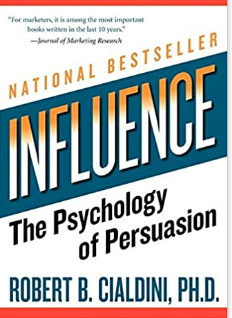 "For marketers, it is among the most important
books written in the last 10 years."
—Journal of Marketing Research
NATIONAL BESTSELLER
INFLUENCE
The Psychology
of Persuasion
ROBERT B. CIALDINI, PH.D.